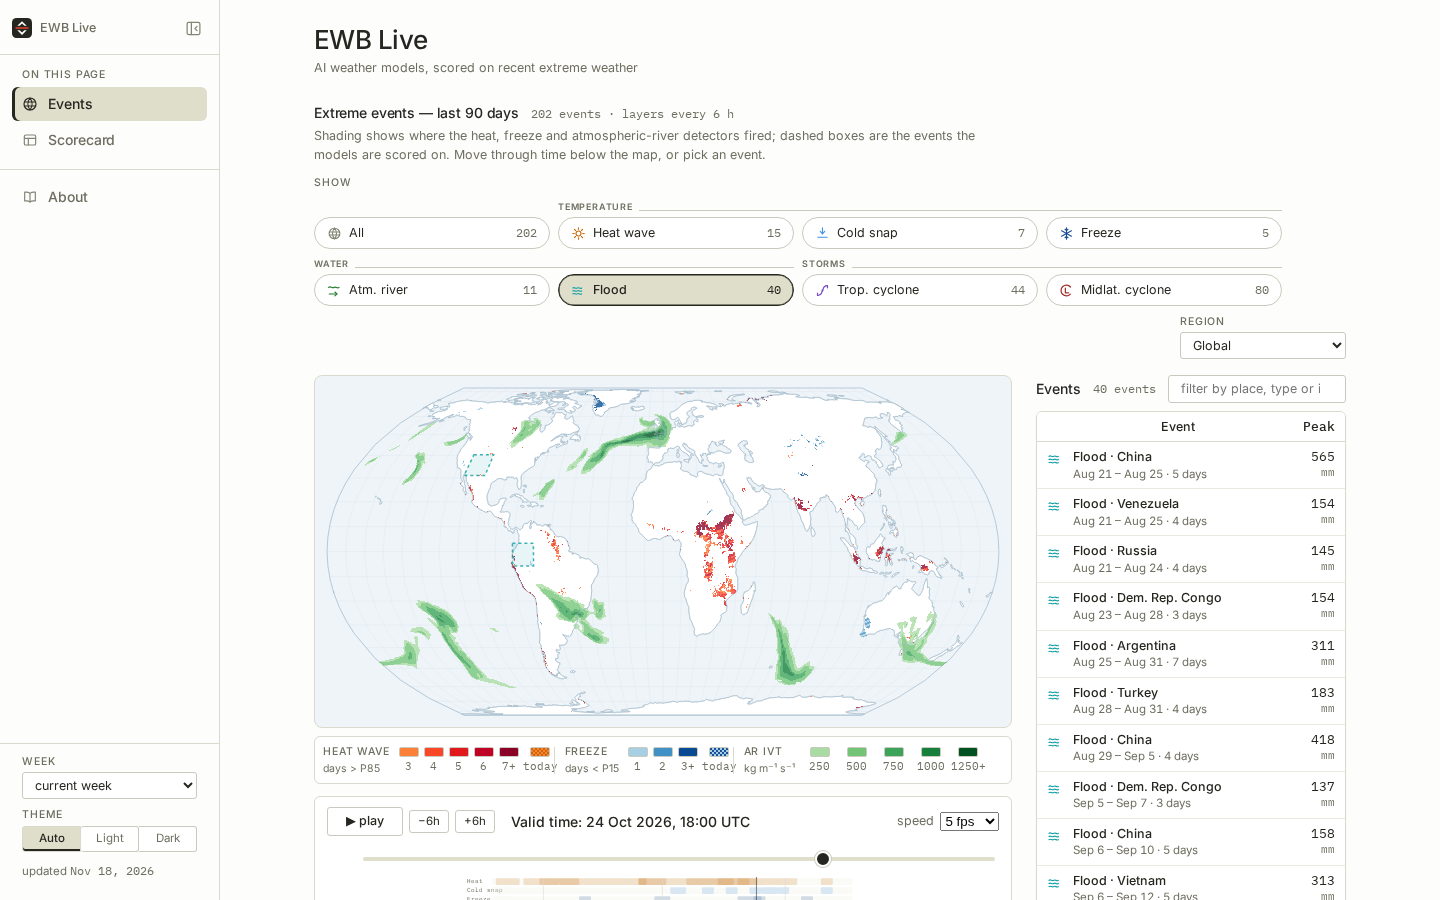 EWB Live
ON THIS PAGE
Events
Scorecard
About
WEEK
current week
THEME
Auto Light Dark
updated Nov 18, 2026
EWB Live
AI weather models, scored on recent extreme weather
Extreme events — last 90 days 202 events · layers every 6 h
Shading shows where the heat, freeze and atmospheric-river detectors fired; dashed boxes are the events the
models are scored on. Move through time below the map, or pick an event.
SHOW
TEMPERATURE
All 202
Heat wave 15
Cold snap 7
Freeze 5
WATER
STORMS
Atm. river 11
Flood 40
Trop. cyclone 44
Midlat. cyclone 80
REGION
Global
HEAT WAVE
days > P85
3 4 5 6 7+ today
FREEZE
days < P15
1 2 3+ today
AR IVT
kg m⁻¹ s⁻¹
250 500 750 1000 1250+
▶ play −6h +6h Valid time: 24 Oct 2026, 18:00 UTC speed 5 fps
Heat
Cold snap
Freeze
Events 40 events filter by place, type or i
Event Peak
Flood · China 565
Aug 21 – Aug 25 · 5 days mm
Flood · Venezuela 154
Aug 21 – Aug 25 · 4 days mm
Flood · Russia 145
Aug 21 – Aug 24 · 4 days mm
Flood · Dem. Rep. Congo 154
Aug 23 – Aug 28 · 3 days mm
Flood · Argentina 311
Aug 25 – Aug 31 · 7 days mm
Flood · Turkey 183
Aug 28 – Aug 31 · 4 days mm
Flood · China 418
Aug 29 – Sep 5 · 4 days mm
Flood · Dem. Rep. Congo 137
Sep 5 – Sep 7 · 3 days mm
Flood · China 158
Sep 6 – Sep 10 · 5 days mm
Flood · Vietnam 313
Sep 6 – Sep 12 · 5 days mm